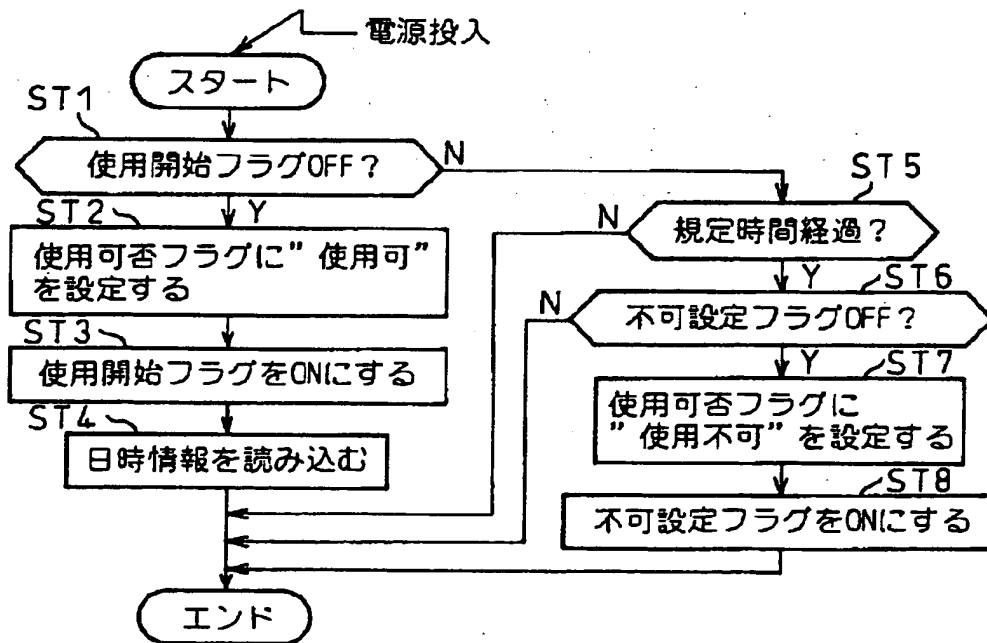 電源投入
スタート
ST1
使用開始フラグOFF?
N
Y
ST2
使用可否フラグに”使用可”
を設定する
ST3
使用開始フラグをONにする
ST4
日時情報を読み込む
ST5
規定時間経過?
N
Y
ST6
不可設定フラグOFF?
N
Y
ST7
使用可否フラグに
”使用不可”を設定する
ST8
不可設定フラグをONにする
エンド